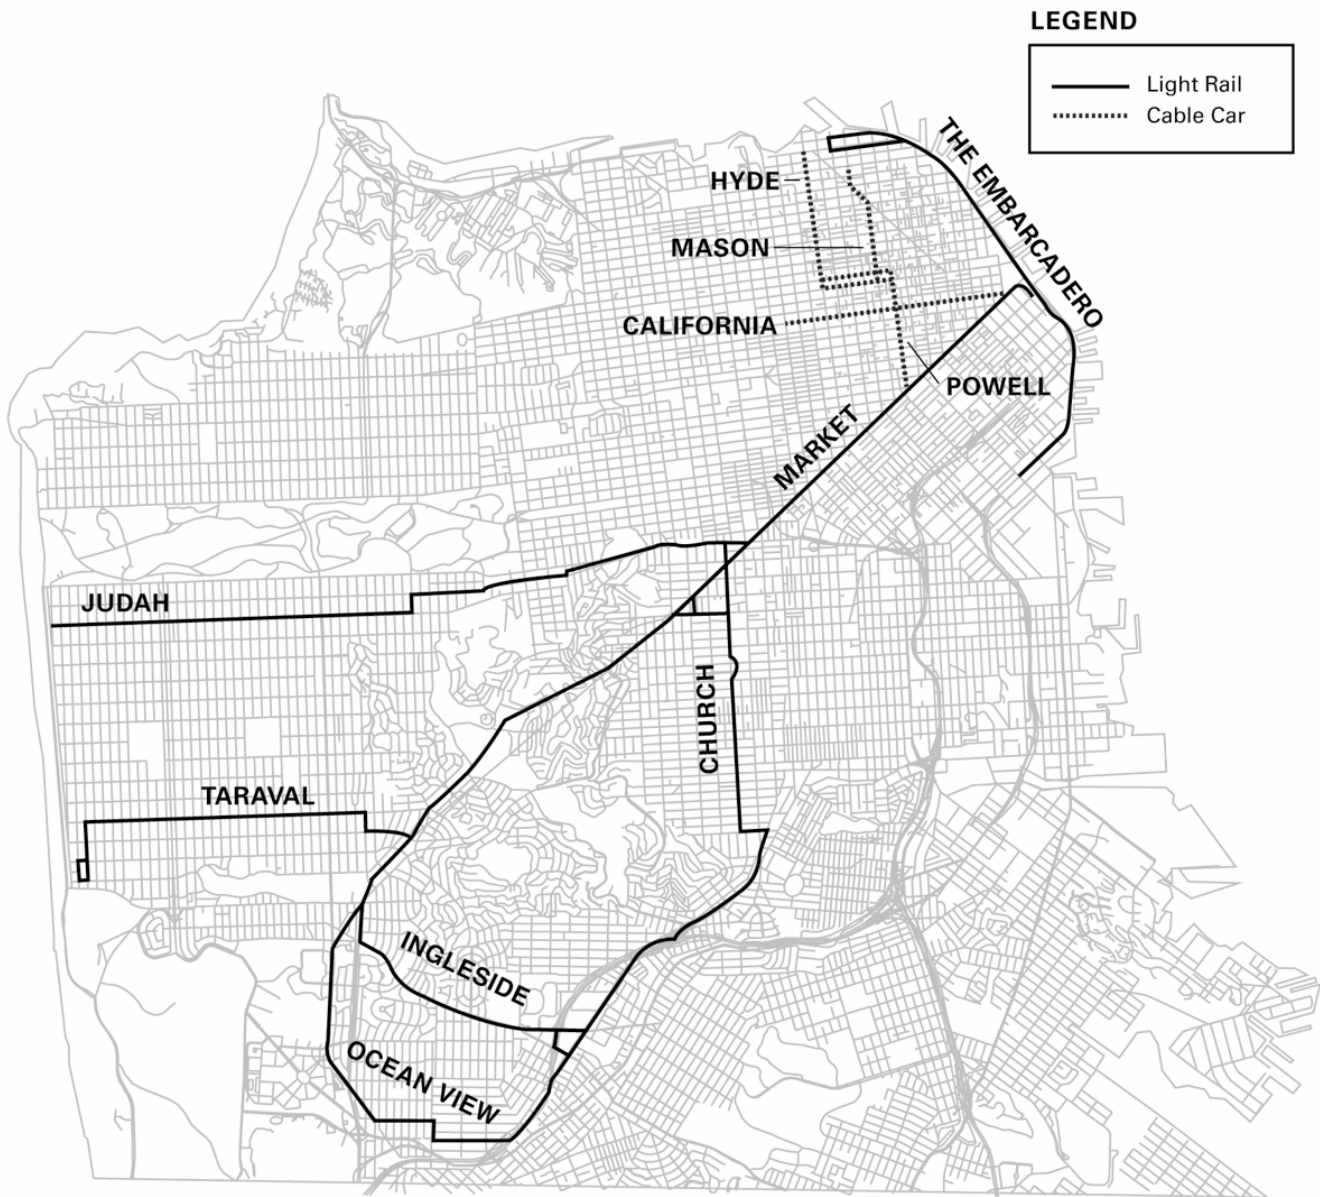 LEGEND
Light Rail
Cable Car
THE EMBARCADERO
HYDE
MASON
CALIFORNIA
POWELL
MARKET
JUDAH
CHURCH
TARAVAL
INGLESIDE
OCEAN VIEW